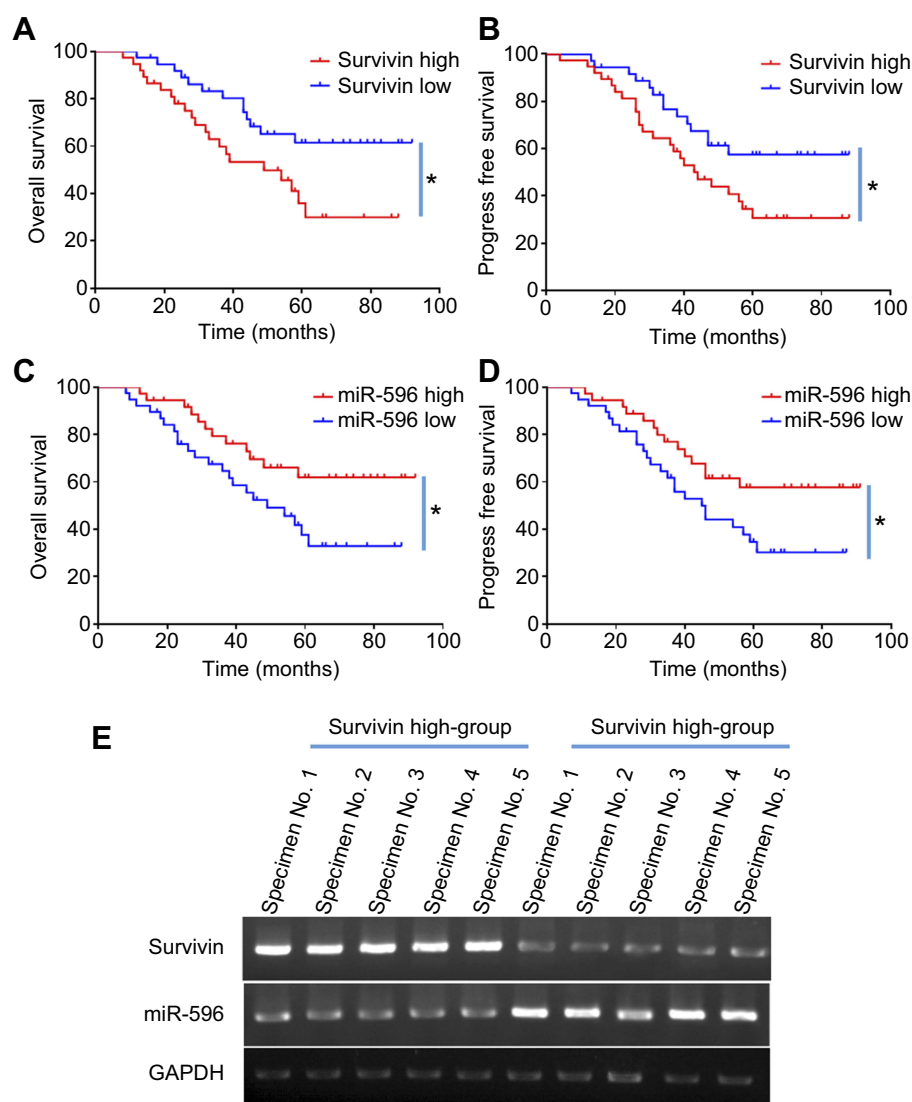 A
Overall survival
100
80
60
40
20
0
Survivin high
Survivin low
*
0 20 40 60 80 100
Time (months)
B
Progress free survival
100
80
60
40
20
0
Survivin high
Survivin low
*
0 20 40 60 80 100
Time (months)
C
Overall survival
100
80
60
40
20
0
miR-596 high
miR-596 low
*
0 20 40 60 80 100
Time (months)
D
Progress free survival
100
80
60
40
20
0
miR-596 high
miR-596 low
*
0 20 40 60 80 100
Time (months)
E
Survivin high-group Survivin high-group
Specimen No. 1
Specimen No. 2
Specimen No. 3
Specimen No. 4
Specimen No. 5
Specimen No. 1
Specimen No. 2
Specimen No. 3
Specimen No. 4
Specimen No. 5
Survivin
miR-596
GAPDH